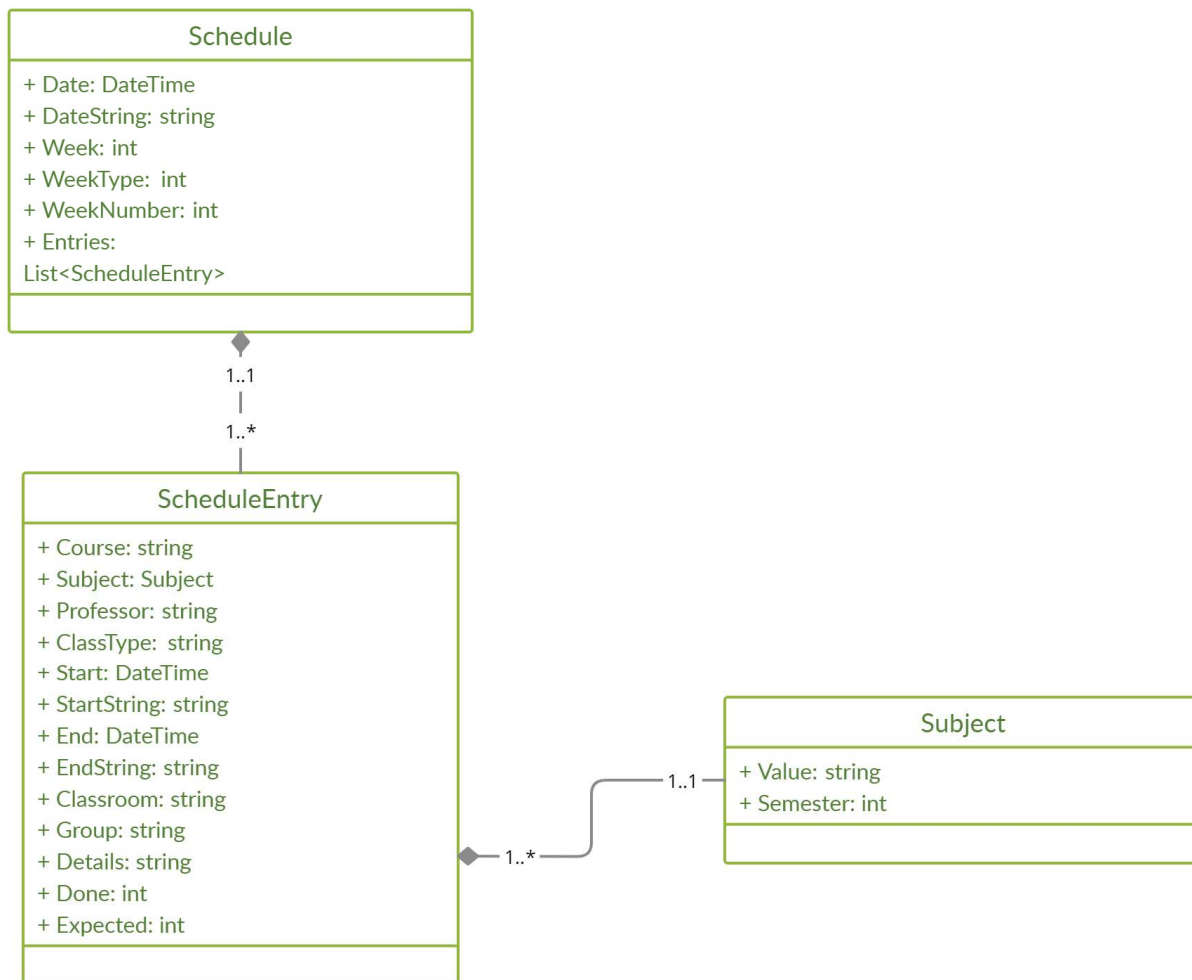 Schedule
+ Date: DateTime
+ DateString: string
+ Week: int
+ WeekType: int
+ WeekNumber: int
+ Entries:
List<ScheduleEntry>
1..1
1..*
ScheduleEntry
+ Course: string
+ Subject: Subject
+ Professor: string
+ ClassType: string
+ Start: DateTime
+ StartString: string
+ End: DateTime
+ EndString: string
+ Classroom: string
+ Group: string
+ Details: string
+ Done: int
+ Expected: int
1..*
1..1
Subject
+ Value: string
+ Semester: int